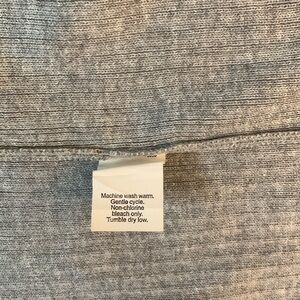 Machine wash warm.
Gentle cycle.
Non-chlorine
bleach only.
Tumble dry low.